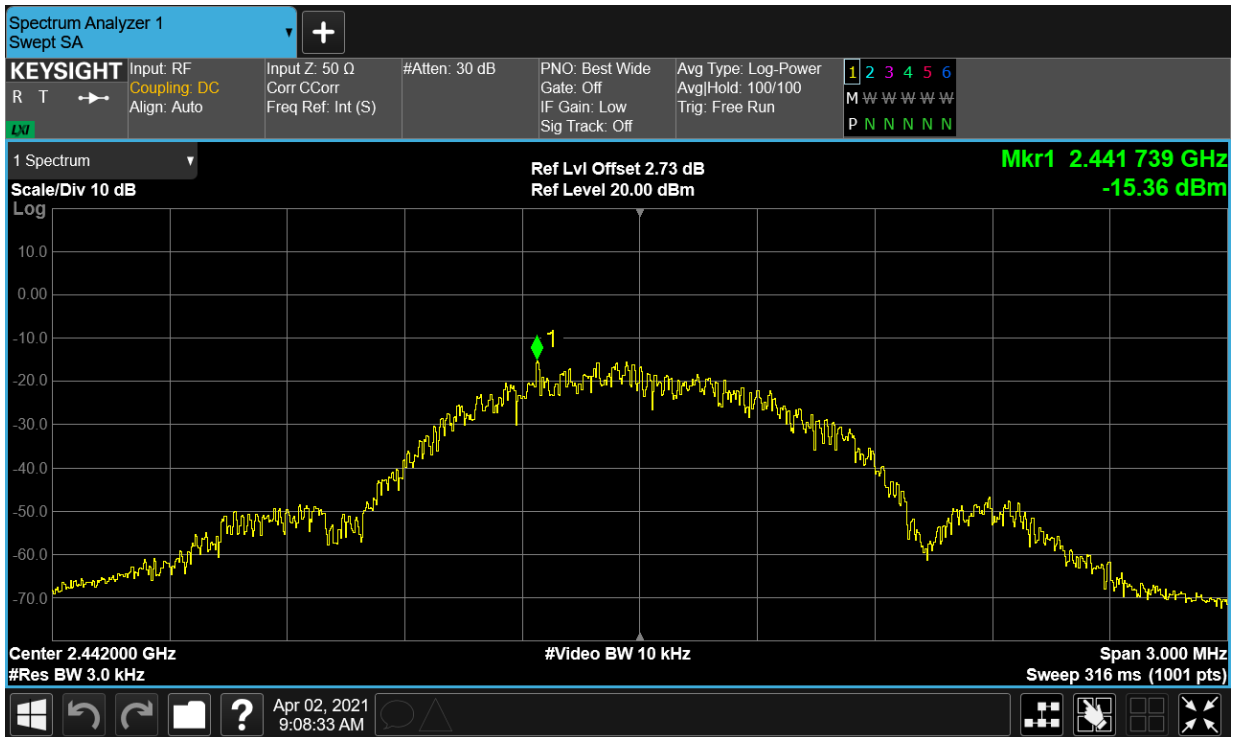 Spectrum Analyzer 1
Swept SA
KEYSIGHT
R T
LXI
Input: RF
Coupling: DC
Align: Auto
Input Z: 50 Ω
Corr CCorr
Freq Ref: Int (S)
#Atten: 30 dB
PNO: Best Wide
Gate: Off
IF Gain: Low
Sig Track: Off
Avg Type: Log-Power
Avg|Hold: 100/100
Trig: Free Run
1 2 3 4 5 6
M W W W W W
P N N N N N
1 Spectrum
Scale/Div 10 dB
Ref Lvl Offset 2.73 dB
Ref Level 20.00 dBm
Mkr1 2.441 739 GHz
-15.36 dBm
Log
10.0
0.00
-10.0
-20.0
-30.0
-40.0
-50.0
-60.0
-70.0
1
Center 2.442000 GHz
#Res BW 3.0 kHz
#Video BW 10 kHz
Span 3.000 MHz
Sweep 316 ms (1001 pts)
?
Apr 02, 2021
9:08:33 AM